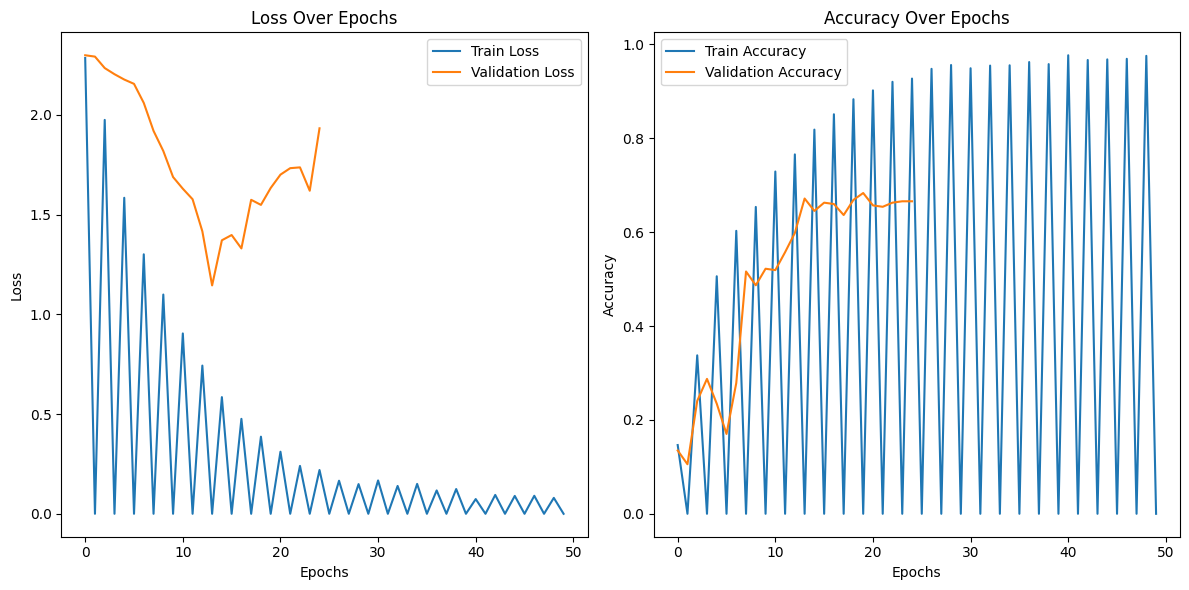 Loss Over Epochs
Train Loss
Validation Loss
Loss
2.0
1.5
1.0
0.5
0.0
0 10 20 30 40 50
Epochs
Accuracy Over Epochs
Train Accuracy
Validation Accuracy
Accuracy
1.0
0.8
0.6
0.4
0.2
0.0
0 10 20 30 40 50
Epochs